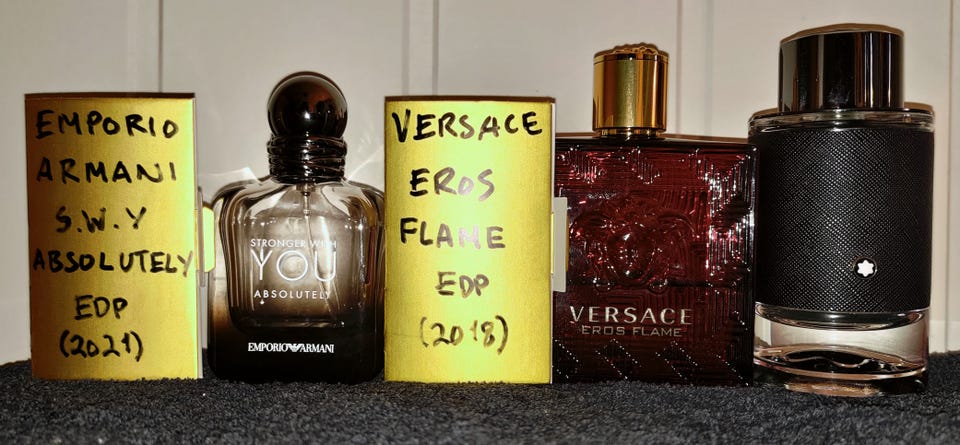 EMPORIO
ARMANI
S.W.Y
ABSOLUTELY
EDP
(2021)
STRONGER WITH
YOU
ABSOLUTELY
EMPORIO ARMANI
VERSACE
EROS
FLAME
EDP
(2018)
VERSACE
EROS FLAME